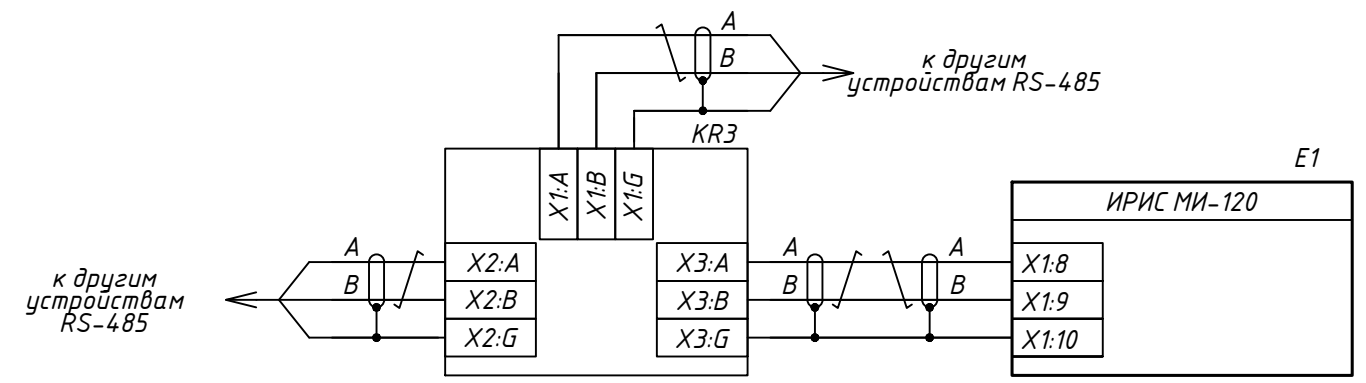 A
B
к другим
устройствам RS-485
KR3
E1
X1:A
X1:B
X1:G
ИРИС МИ-120
A
X2:A
X3:A
A
A
X1:8
к другим
устройствам
RS-485
B
X2:B
X3:B
B
B
X1:9
X2:G
X3:G
X1:10